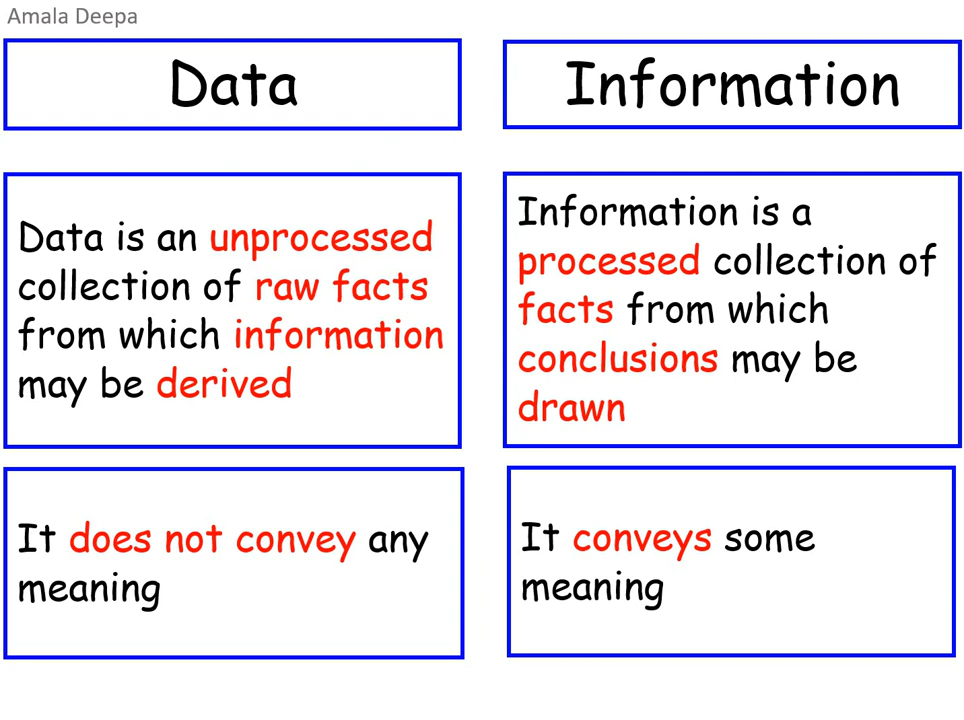 Amala Deepa
Data
Information
Data is an unprocessed
collection of raw facts
from which information
may be derived
Information is a
processed collection of
facts from which
conclusions may be
drawn
It does not convey any
meaning
It conveys some
meaning